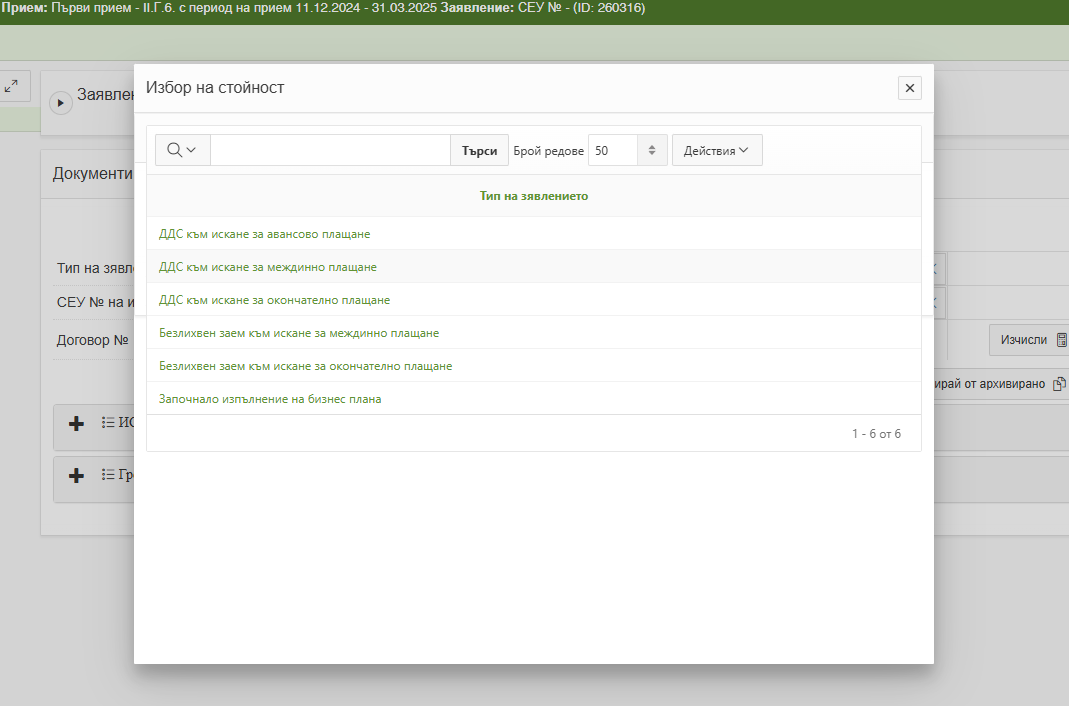 Прием: Първи прием - II.Г.6. с период на прием 11.12.2024 - 31.03.2025 Заявление: СЕУ № - (ID: 260316)
Избор на стойност
Заявлен
Търси
Брой редове
50
Действия
Документи
Тип на зявлението
ДДС към искане за авансово плащане
Тип на зявл
ДДС към искане за междинно плащане
СЕУ № на и
ДДС към искане за окончателно плащане
Договор №
Безлихвен заем към искане за междинно плащане
Изчисли
Безлихвен заем към искане за окончателно плащане
ирай от архивирано
Започнало изпълнение на бизнес плана
ИС
1 - 6 от 6
Гр